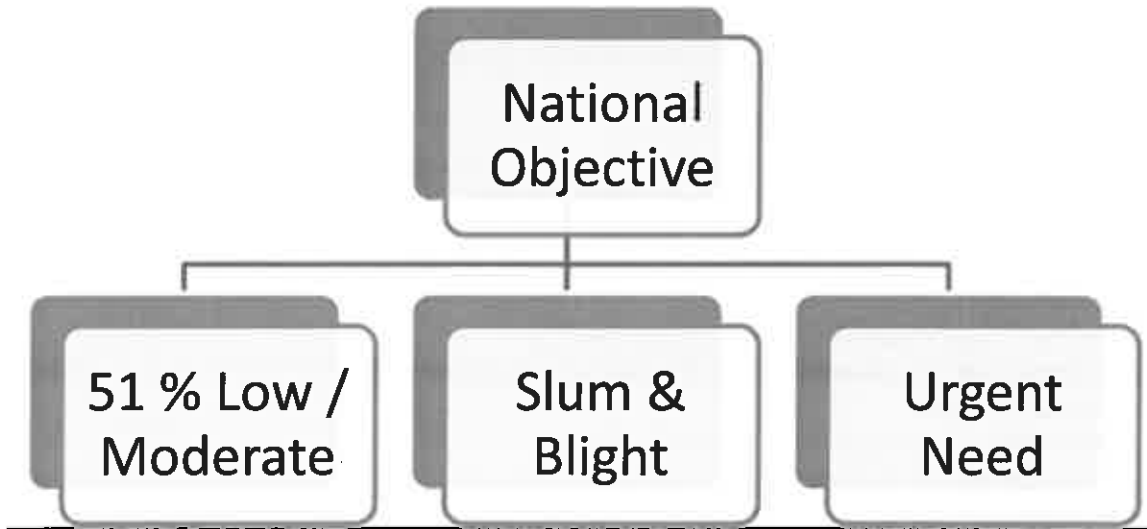 National
Objective
51 % Low /
Moderate
Slum &
Blight
Urgent
Need